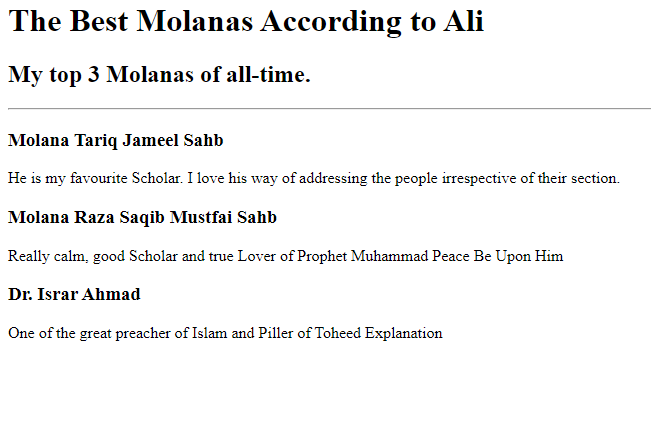 The Best Molanas According to Ali
My top 3 Molanas of all-time.
Molana Tariq Jameel Sahb
He is my favourite Scholar. I love his way of addressing the people irrespective of their section.
Molana Raza Saqib Mustfai Sahb
Really calm, good Scholar and true Lover of Prophet Muhammad Peace Be Upon Him
Dr. Israr Ahmad
One of the great preacher of Islam and Piller of Toheed Explanation